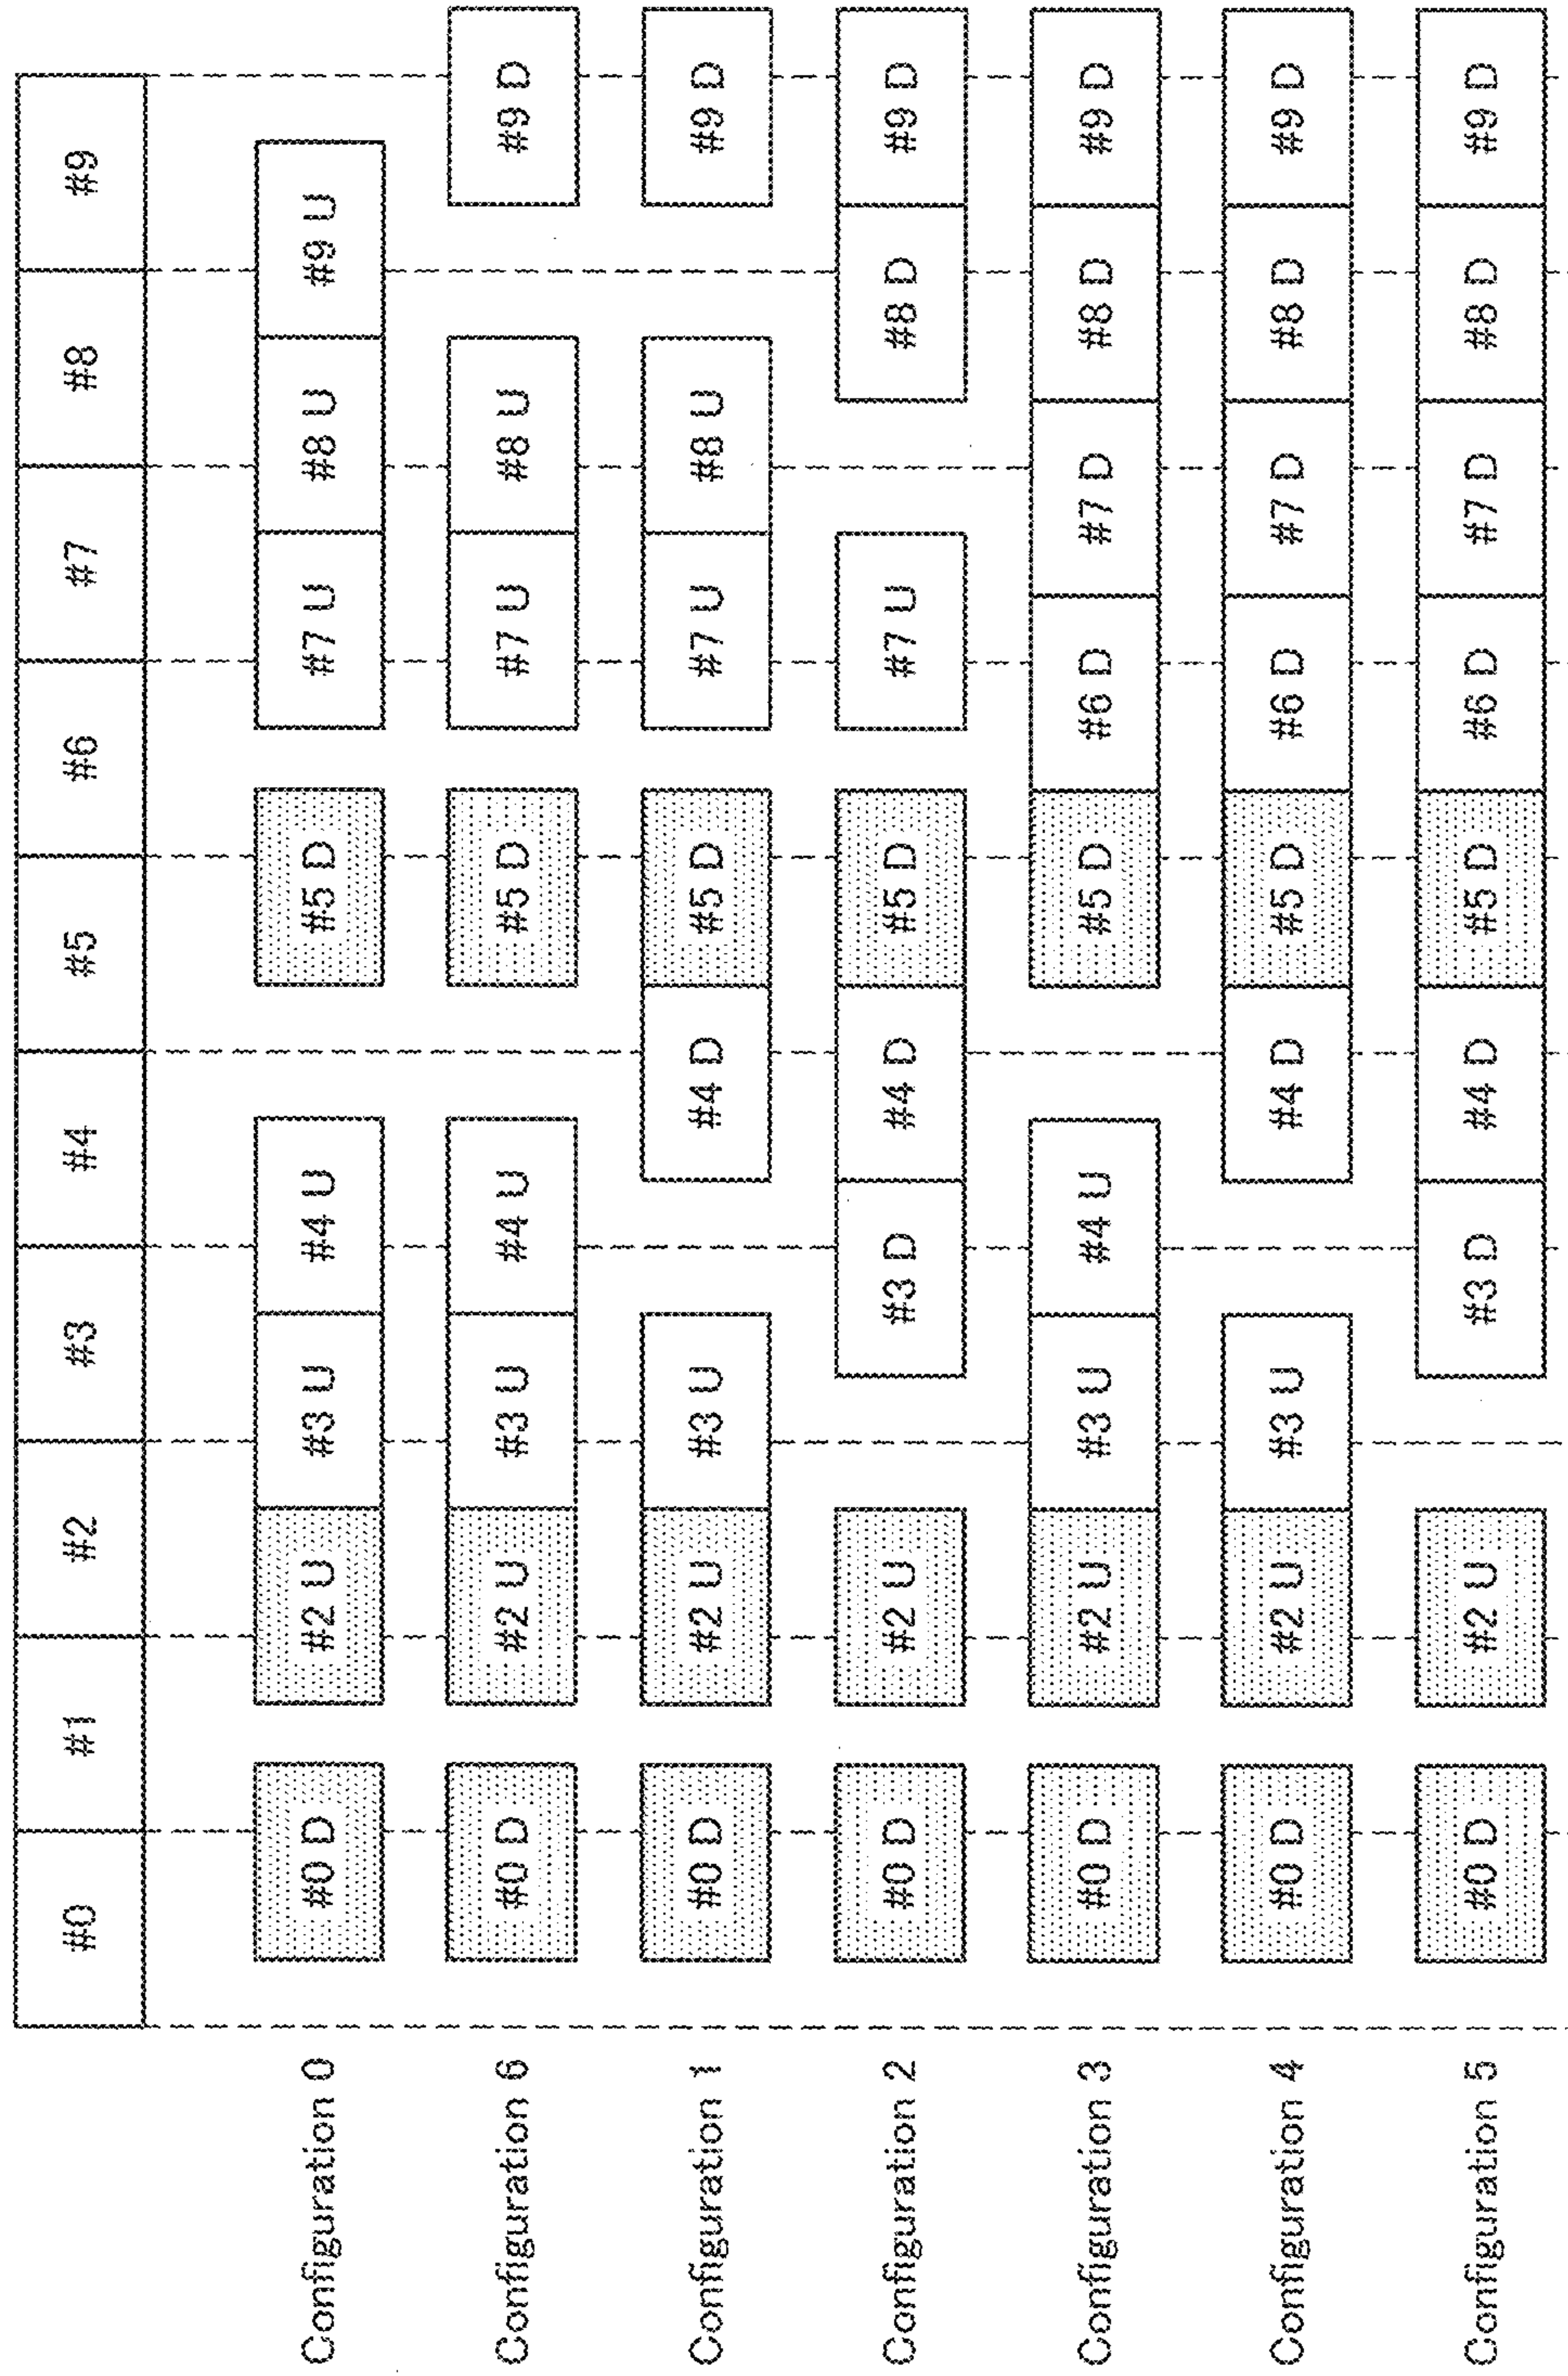 #0 #1 #2 #3 #4 #5 #6 #7 #8 #9
Configuration 0 #0 D #2 U #3 U #4 U #5 D #7 U #8 U #9 U
Configuration 6 #0 D #2 U #3 U #4 U #5 D #7 U #8 U #9 D
Configuration 1 #0 D #2 U #3 U #4 D #5 D #7 U #8 U #9 D
Configuration 2 #0 D #2 U #3 D #4 D #5 D #7 U #8 D #9 D
Configuration 3 #0 D #2 U #3 U #4 U #5 D #6 D #7 D #8 D #9 D
Configuration 4 #0 D #2 U #3 U #4 D #5 D #6 D #7 D #8 D #9 D
Configuration 5 #0 D #2 U #3 D #4 D #5 D #6 D #7 D #8 D #9 D